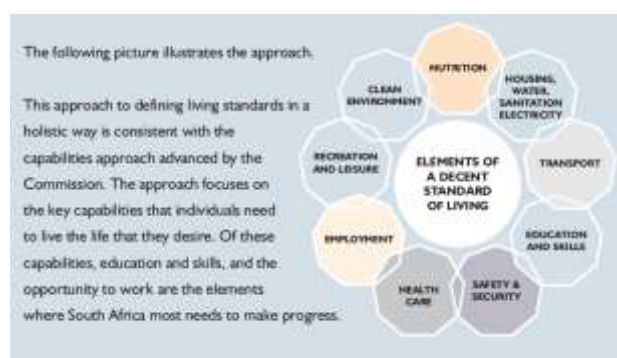 The following picture illustrates the approach.
This approach to defining living standards in a
holistic way is consistent with the
capabilities approach advanced by the
Commission. The approach focuses on
the key capabilities that individuals need
to live the life that they desire. Of these
capabilities, education and skills, and the
opportunity to work are the elements
where South Africa most needs to make progress.
NUTRITION
HOUSING,
WATER,
SANITATION
ELECTRICITY
TRANSPORT
EDUCATION
AND SKILLS
SAFETY &
SECURITY
HEALTH
CARE
EMPLOYMENT
RECREATION
AND LEISURE
CLEAN
ENVIRONMENT
ELEMENTS OF
A DECENT
STANDARD
OF LIVING